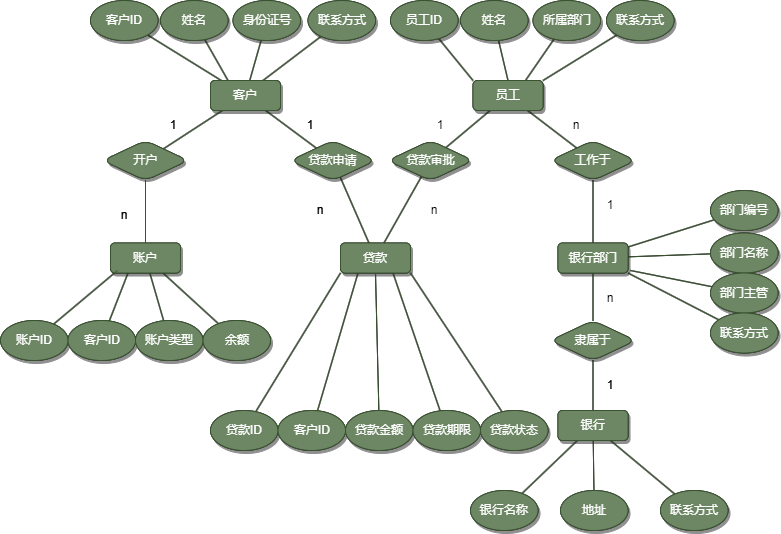 客户ID
姓名
身份证号
联系方式
员工ID
姓名
所属部门
联系方式
客户
员工
1
1
1
n
开户
贷款申请
贷款审批
工作于
n
n
n
1
部门编号
账户
贷款
银行部门
部门名称
部门主管
n
联系方式
账户ID
客户ID
账户类型
余额
隶属于
1
贷款ID
客户ID
贷款金额
贷款期限
贷款状态
银行
银行名称
地址
联系方式